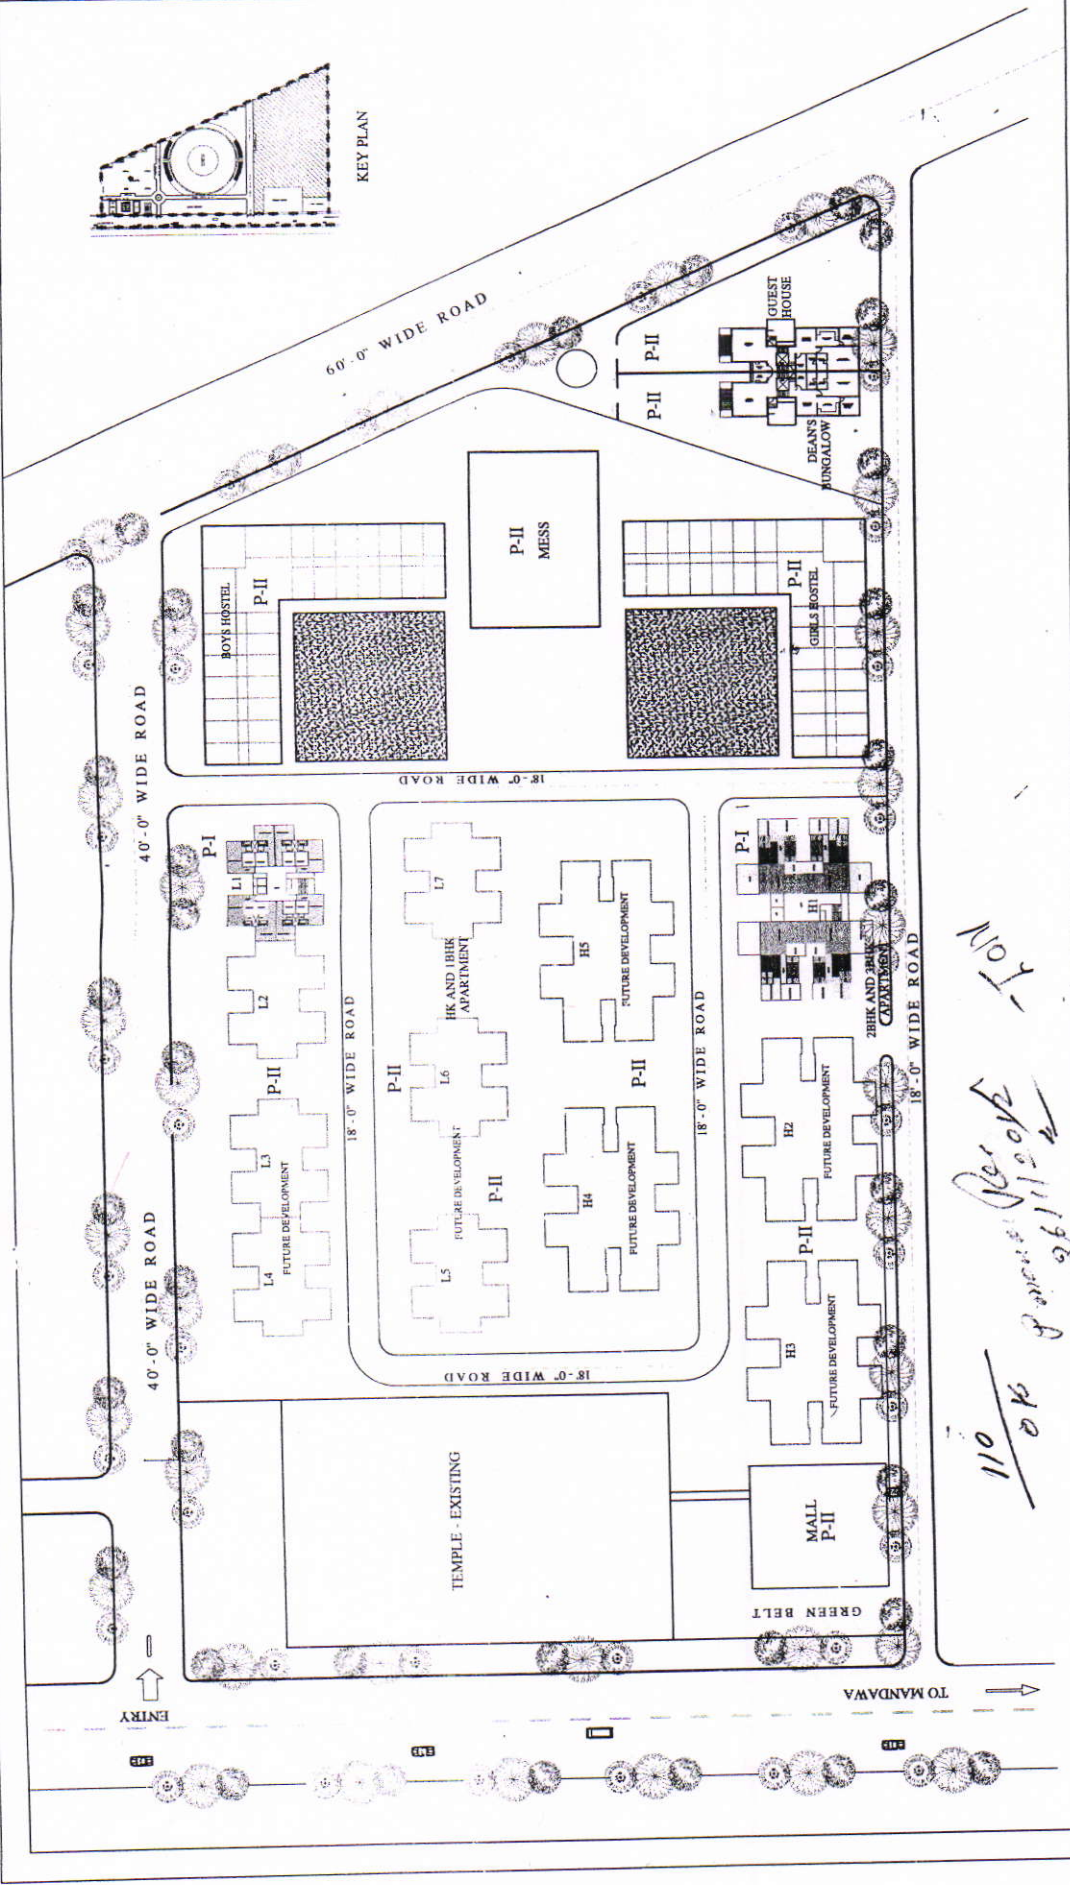 KEY PLAN
60'-0" WIDE ROAD
40'-0" WIDE ROAD
40'-0" WIDE ROAD
ENTRY
BOYS HOSTEL
P-II
P-II
MESS
P-II
GIRLS HOSTEL
P-II
P-II
GUEST
HOUSE
DEAN'S
BUNGALOW
18'-0" WIDE ROAD
P-I
L1
L2
P-II
L3
FUTURE DEVELOPMENT
L4
18'-0" WIDE ROAD
L7
HK AND 1BHK
APARTMENT
P-II
L6
FUTURE DEVELOPMENT
P-II
L5
H5
FUTURE DEVELOPMENT
P-II
H4
FUTURE DEVELOPMENT
18'-0" WIDE ROAD
18'-0" WIDE ROAD
P-I
H1
2BHK AND 3BHK
APARTMENT
H2
FUTURE DEVELOPMENT
P-II
H3
FUTURE DEVELOPMENT
18'-0" WIDE ROAD
TEMPLE - EXISTING
MALL
P-II
GREEN BELT
TO MANDAWA
110